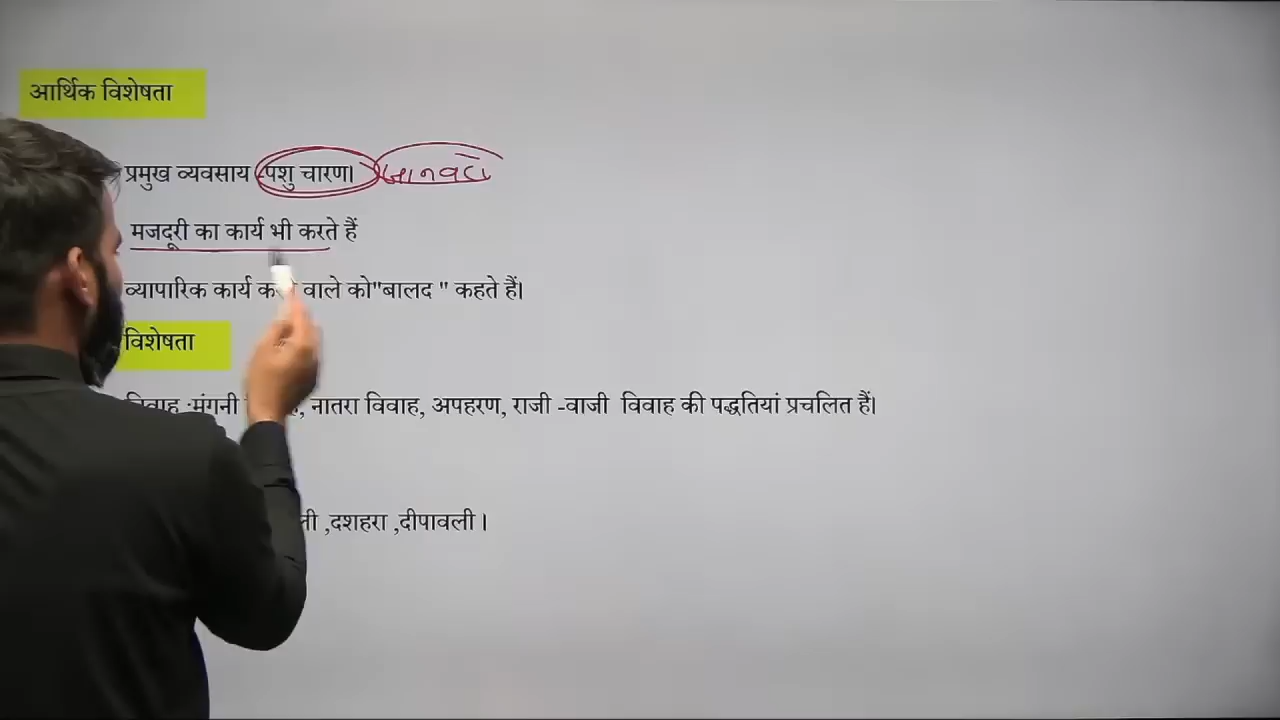 आर्थिक विशेषता
प्रमुख व्यवसाय -पशु चारण। जानवरों
मजदूरी का कार्य भी करते हैं
व्यापारिक कार्य वाले को"बालद " कहते हैं।
विशेषता
विवाह :मंगनी नातरा विवाह, अपहरण, राजी -वाजी विवाह की पद्धतियां प्रचलित हैं।
,दशहरा ,दीपावली ।